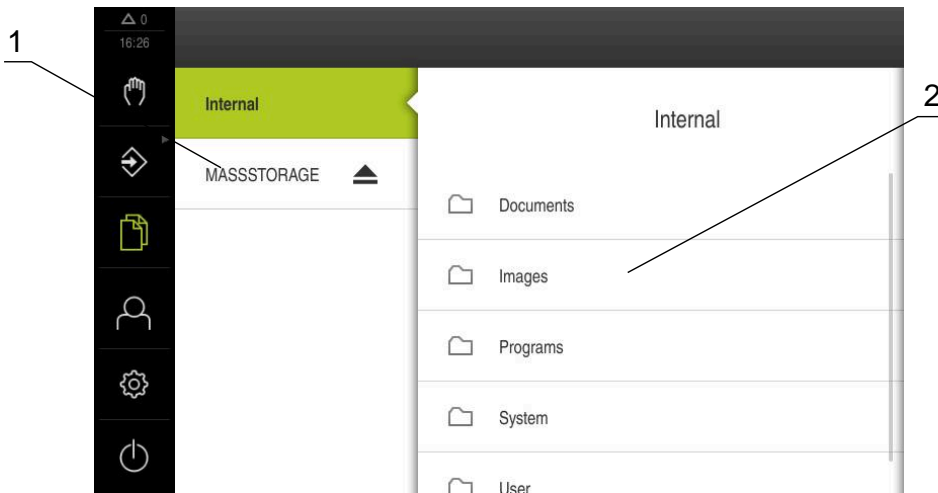 1
0
16:26
Internal
MASSSTORAGE
Internal
2
Documents
Images
Programs
System
User